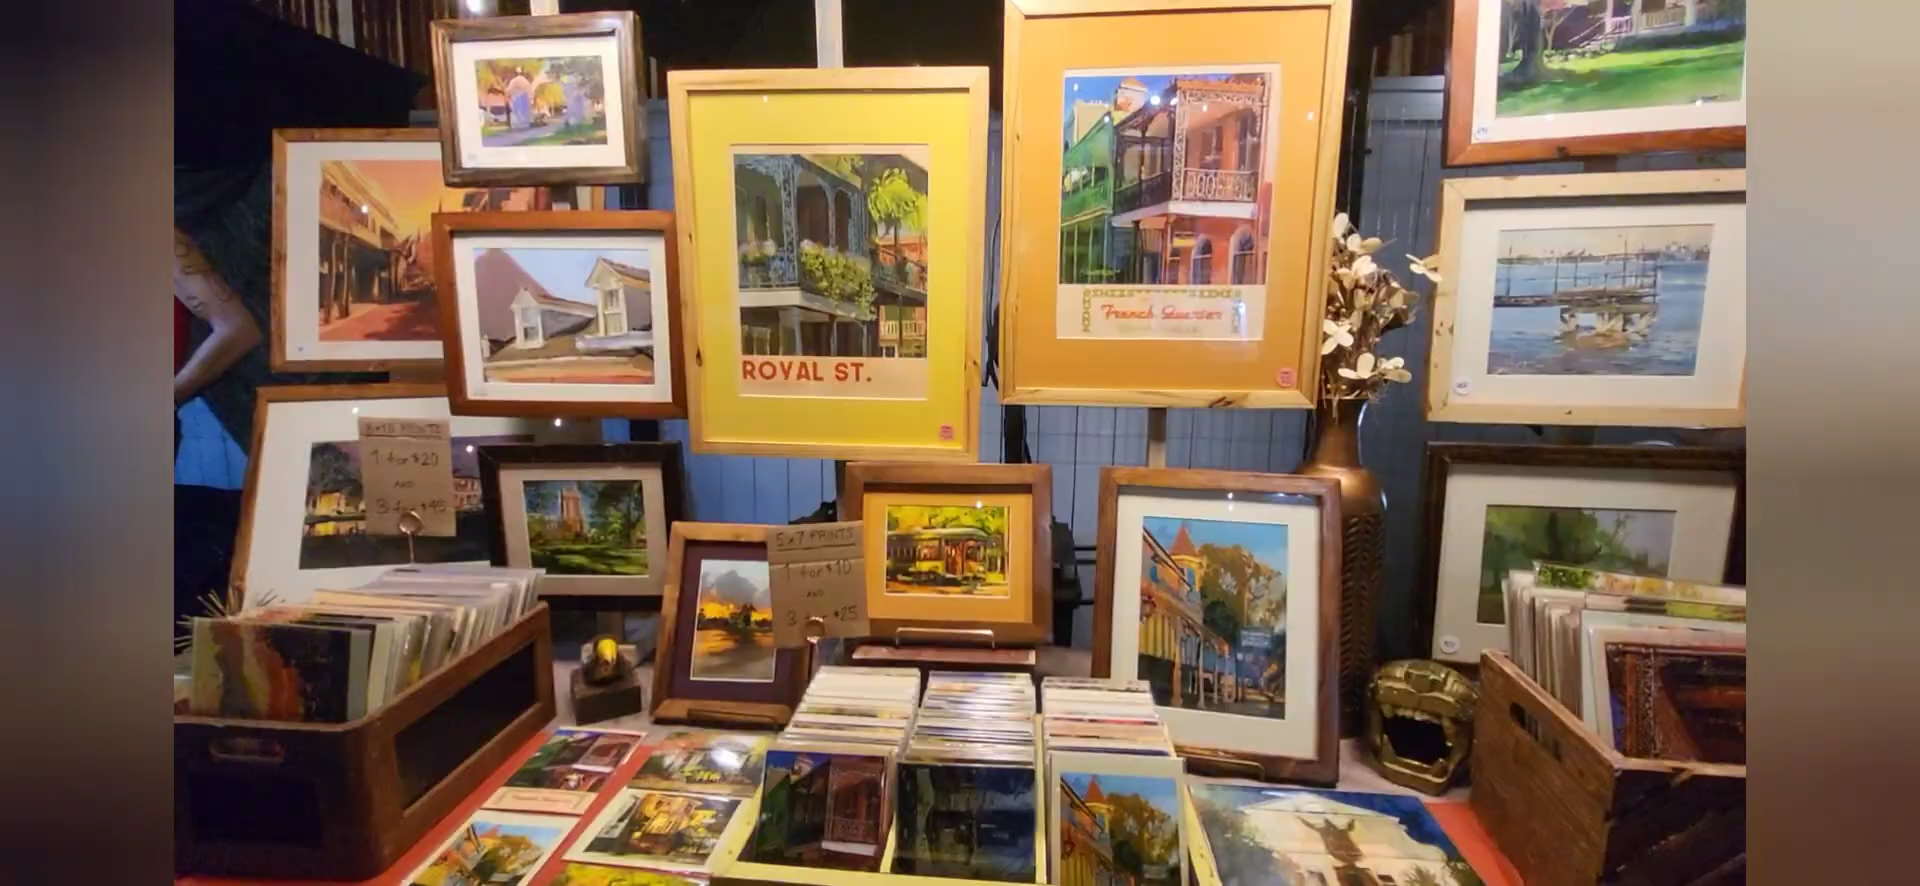 8x10 PRINTS
1 for $20
AND
3 for $45
ROYAL ST.
French Quarter
5x7 PRINTS
1 for $10
AND
3 for $25